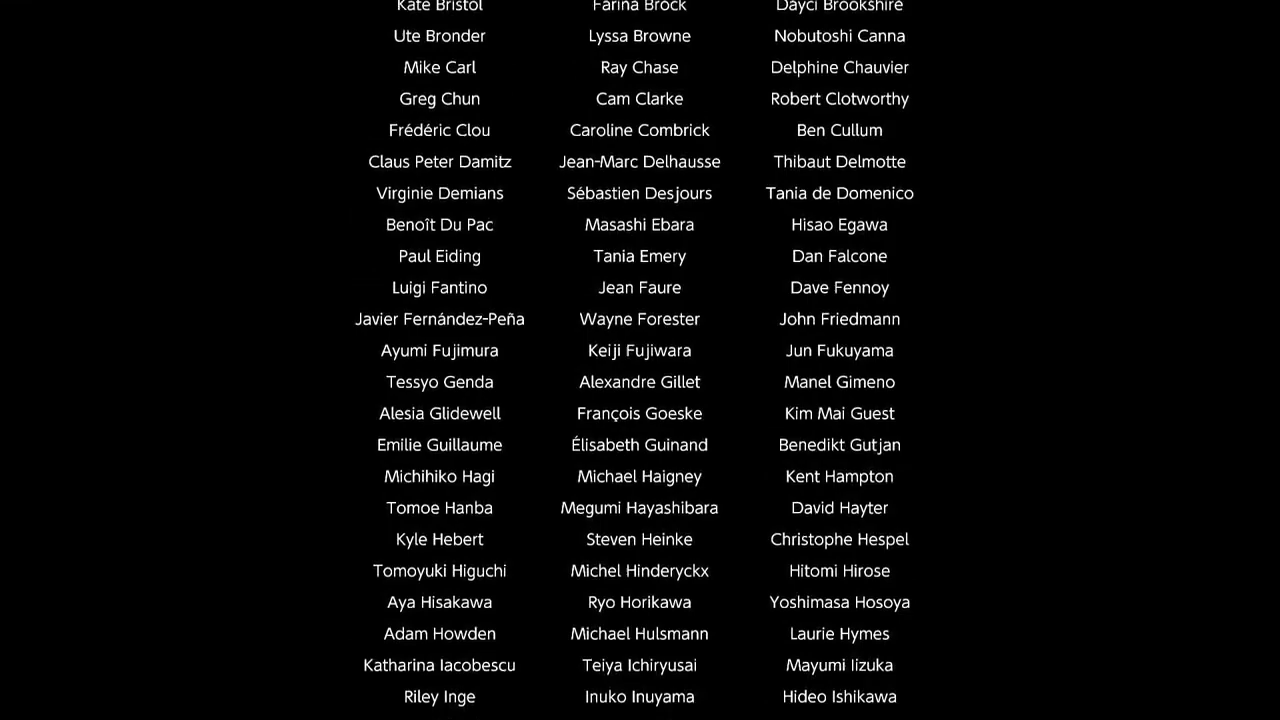 Kate Bristol Farina Brock Dayci Brookshire
Ute Bronder Lyssa Browne Nobutoshi Canna
Mike Carl Ray Chase Delphine Chauvier
Greg Chun Cam Clarke Robert Clotworthy
Frédéric Clou Caroline Combrick Ben Cullum
Claus Peter Damitz Jean-Marc Delhausse Thibaut Delmotte
Virginie Demians Sébastien Desjours Tania de Domenico
Benoît Du Pac Masashi Ebara Hisao Egawa
Paul Eiding Tania Emery Dan Falcone
Luigi Fantino Jean Faure Dave Fennoy
Javier Fernández-Peña Wayne Forester John Friedmann
Ayumi Fujimura Keiji Fujiwara Jun Fukuyama
Tessyo Genda Alexandre Gillet Manel Gimeno
Alesia Glidewell François Goeske Kim Mai Guest
Emilie Guillaume Élisabeth Guinand Benedikt Gutjan
Michihiko Hagi Michael Haigney Kent Hampton
Tomoe Hanba Megumi Hayashibara David Hayter
Kyle Hebert Steven Heinke Christophe Hespel
Tomoyuki Higuchi Michel Hinderyckx Hitomi Hirose
Aya Hisakawa Ryo Horikawa Yoshimasa Hosoya
Adam Howden Michael Hulsmann Laurie Hymes
Katharina Iacobescu Teiya Ichiryusai Mayumi Iizuka
Riley Inge Inuko Inuyama Hideo Ishikawa